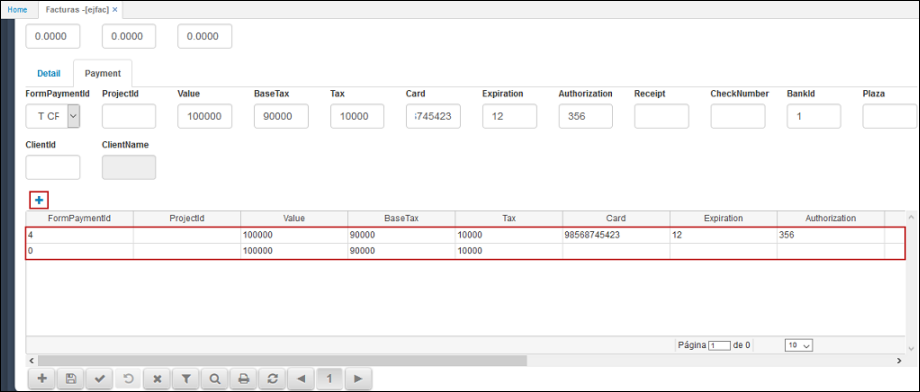 Home Facturas -[ejfac] ×
0.0000 0.0000 0.0000
Detail Payment
FormPaymentId ProjectId Value BaseTax Tax Card Expiration Authorization Receipt CheckNumber BankId Plaza
T CF 100000 90000 10000 745423 12 356 1
ClientId ClientName
FormPaymentId ProjectId Value BaseTax Tax Card Expiration Authorization
4 100000 90000 10000 98568745423 12 356
0 100000 90000 10000
Página 1 de 0 10
1